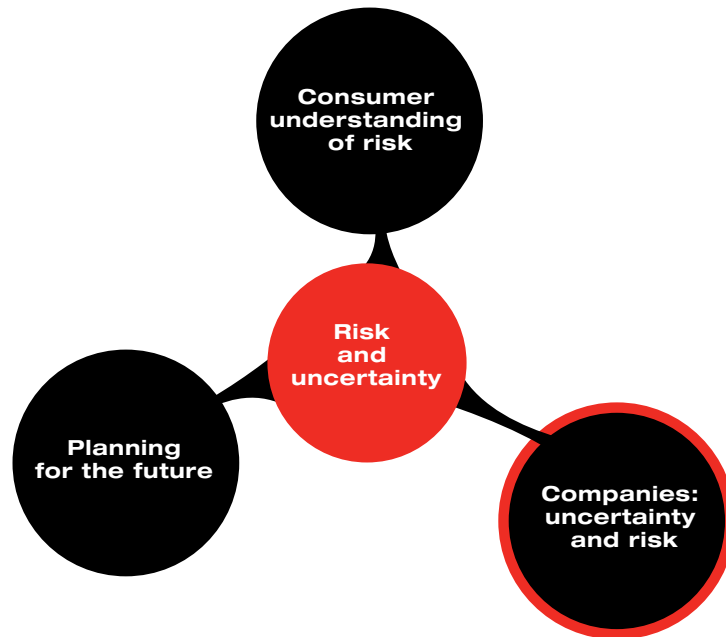 Consumer
understanding
of risk
Risk
and
uncertainty
Planning
for the future
Companies:
uncertainty
and risk